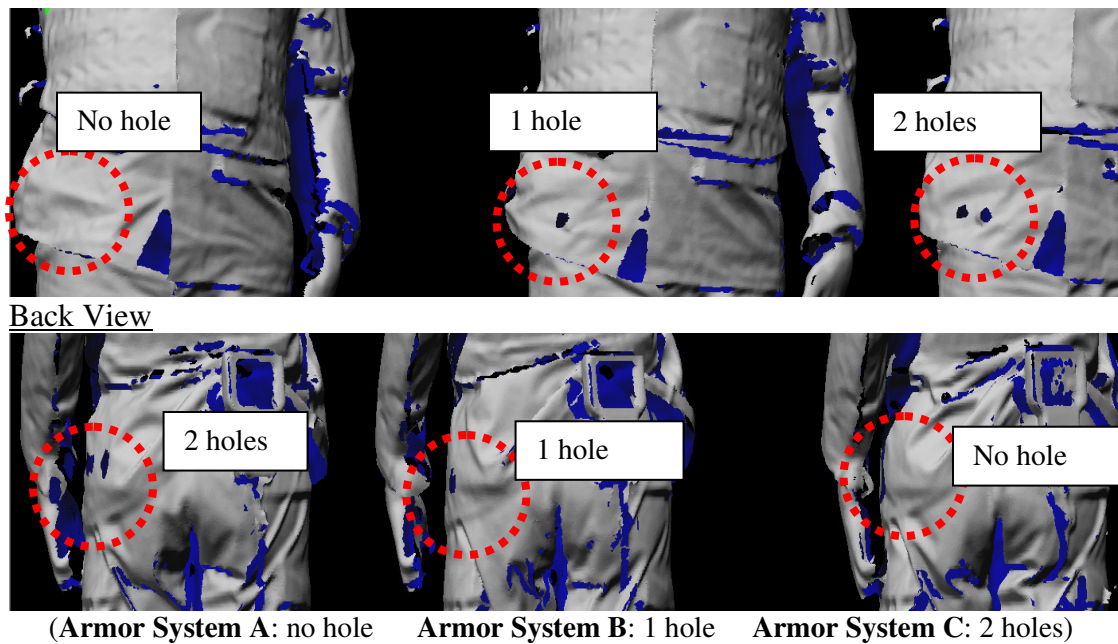 No hole
1 hole
2 holes
Back View
2 holes
1 hole
No hole
(Armor System A: no hole Armor System B: 1 hole Armor System C: 2 holes)